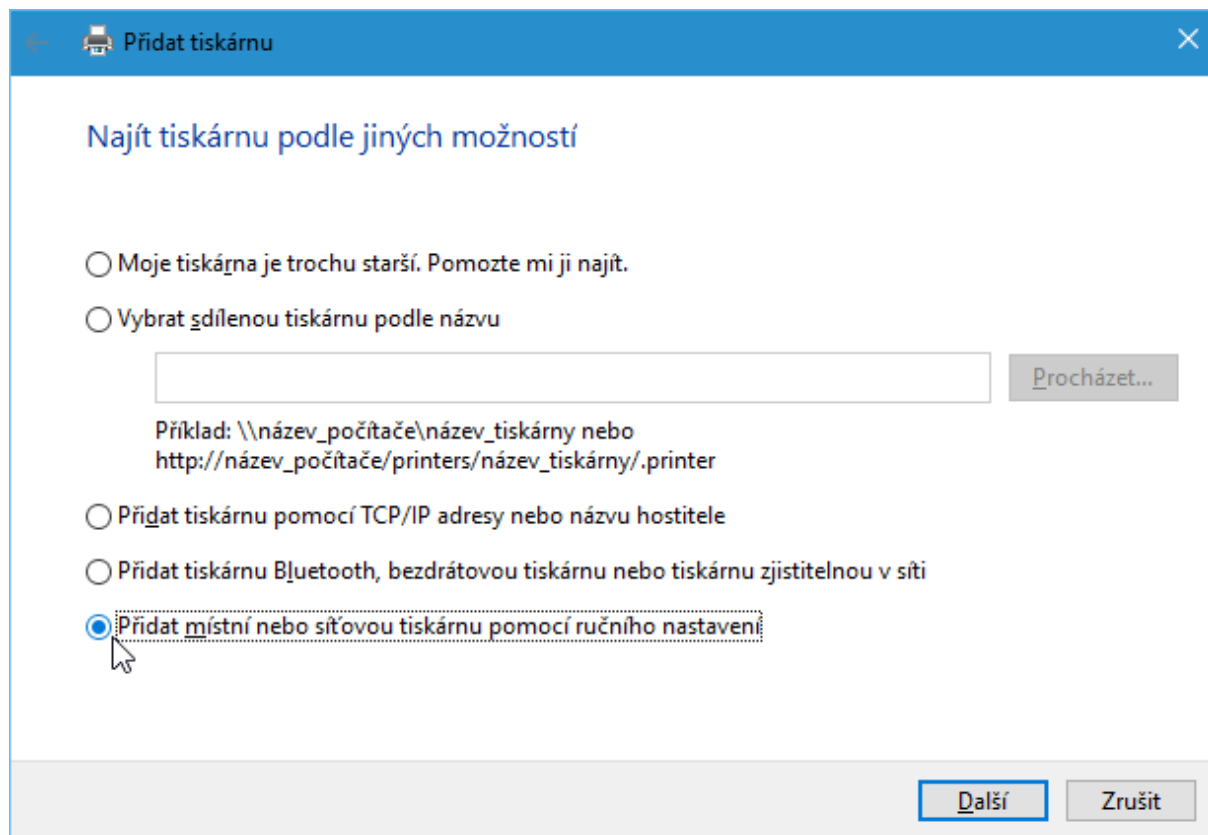 Přidat tiskárnu
Najít tiskárnu podle jiných možností
Moje tiskárna je trochu starší. Pomozte mi ji najít.
Vybrat sdílenou tiskárnu podle názvu
Procházet...
Příklad: \\název_počítače\název_tiskárny nebo
http://název_počítače/printers/název_tiskárny/.printer
Přidat tiskárnu pomocí TCP/IP adresy nebo názvu hostitele
Přidat tiskárnu Bluetooth, bezdrátovou tiskárnu nebo tiskárnu zjistitelnou v síti
Přidat místní nebo síťovou tiskárnu pomocí ručního nastavení
Další Zrušit